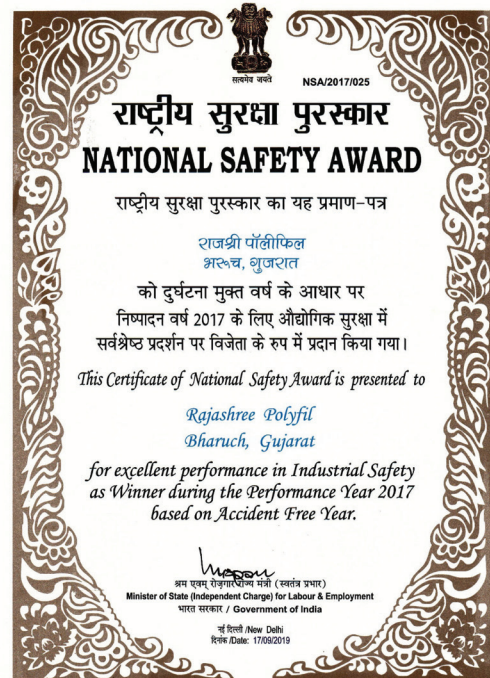 सत्यमेव जयते
NSA/2017/025
राष्ट्रीय सुरक्षा पुरस्कार
NATIONAL SAFETY AWARD
राष्ट्रीय सुरक्षा पुरस्कार का यह प्रमाण-पत्र
राजश्री पॉलीफिल
भरूच, गुजरात
को दुर्घटना मुक्त वर्ष के आधार पर
निष्पादन वर्ष 2017 के लिए औद्योगिक सुरक्षा में
सर्वश्रेष्ठ प्रदर्शन पर विजेता के रुप में प्रदान किया गया।
This Certificate of National Safety Award is presented to
Rajashree Polyfil
Bharuch, Gujarat
for excellent performance in Industrial Safety
as Winner during the Performance Year 2017
based on Accident Free Year.
श्रम एवम् रोज़गार राज्य मंत्री (स्वतंत्र प्रभार)
Minister of State (Independent Charge) for Labour & Employment
भारत सरकार / Government of India
नई दिल्ली /New Delhi
दिनांक /Date: 17/09/2019